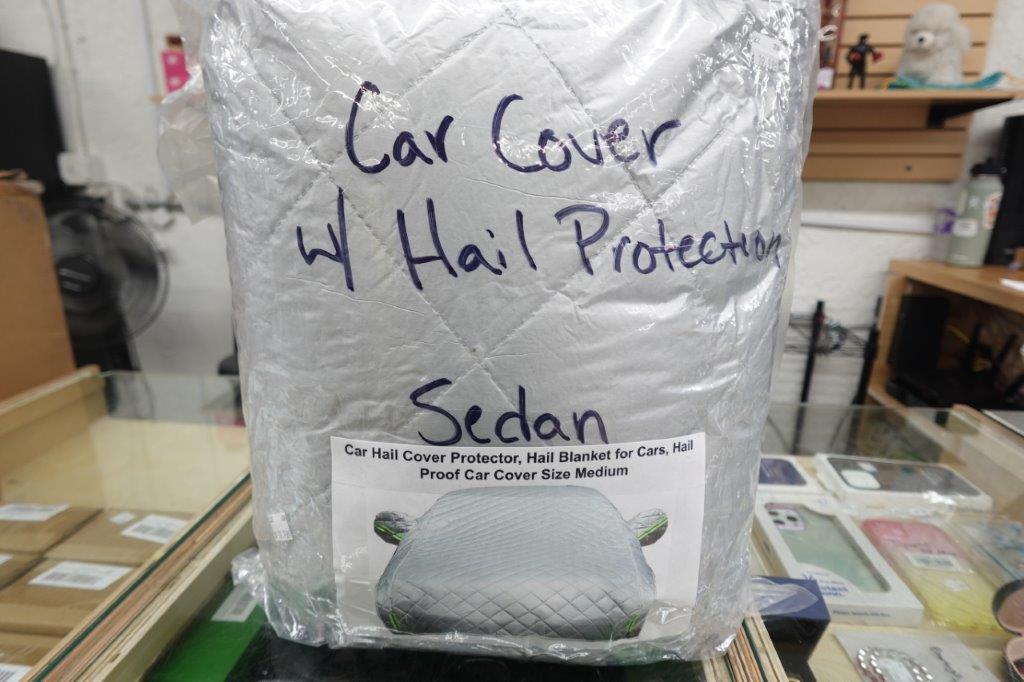 Car Cover
w/ Hail Protection
Sedan
Car Hail Cover Protector, Hail Blanket for Cars, Hail
Proof Car Cover Size Medium